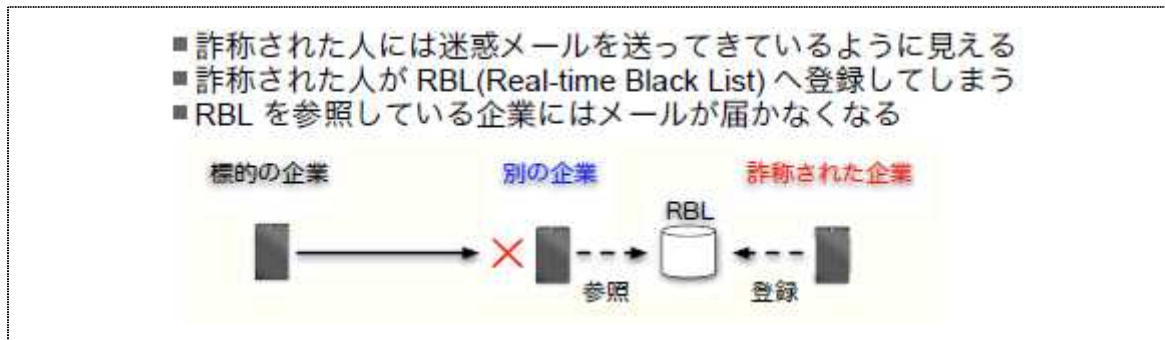 ■詐称された人には迷惑メールを送ってきているように見える
■詐称された人が RBL(Real-time Black List) へ登録してしまう
■RBL を参照している企業にはメールが届かなくなる
標的の企業 別の企業 詐称された企業
RBL
参照 登録